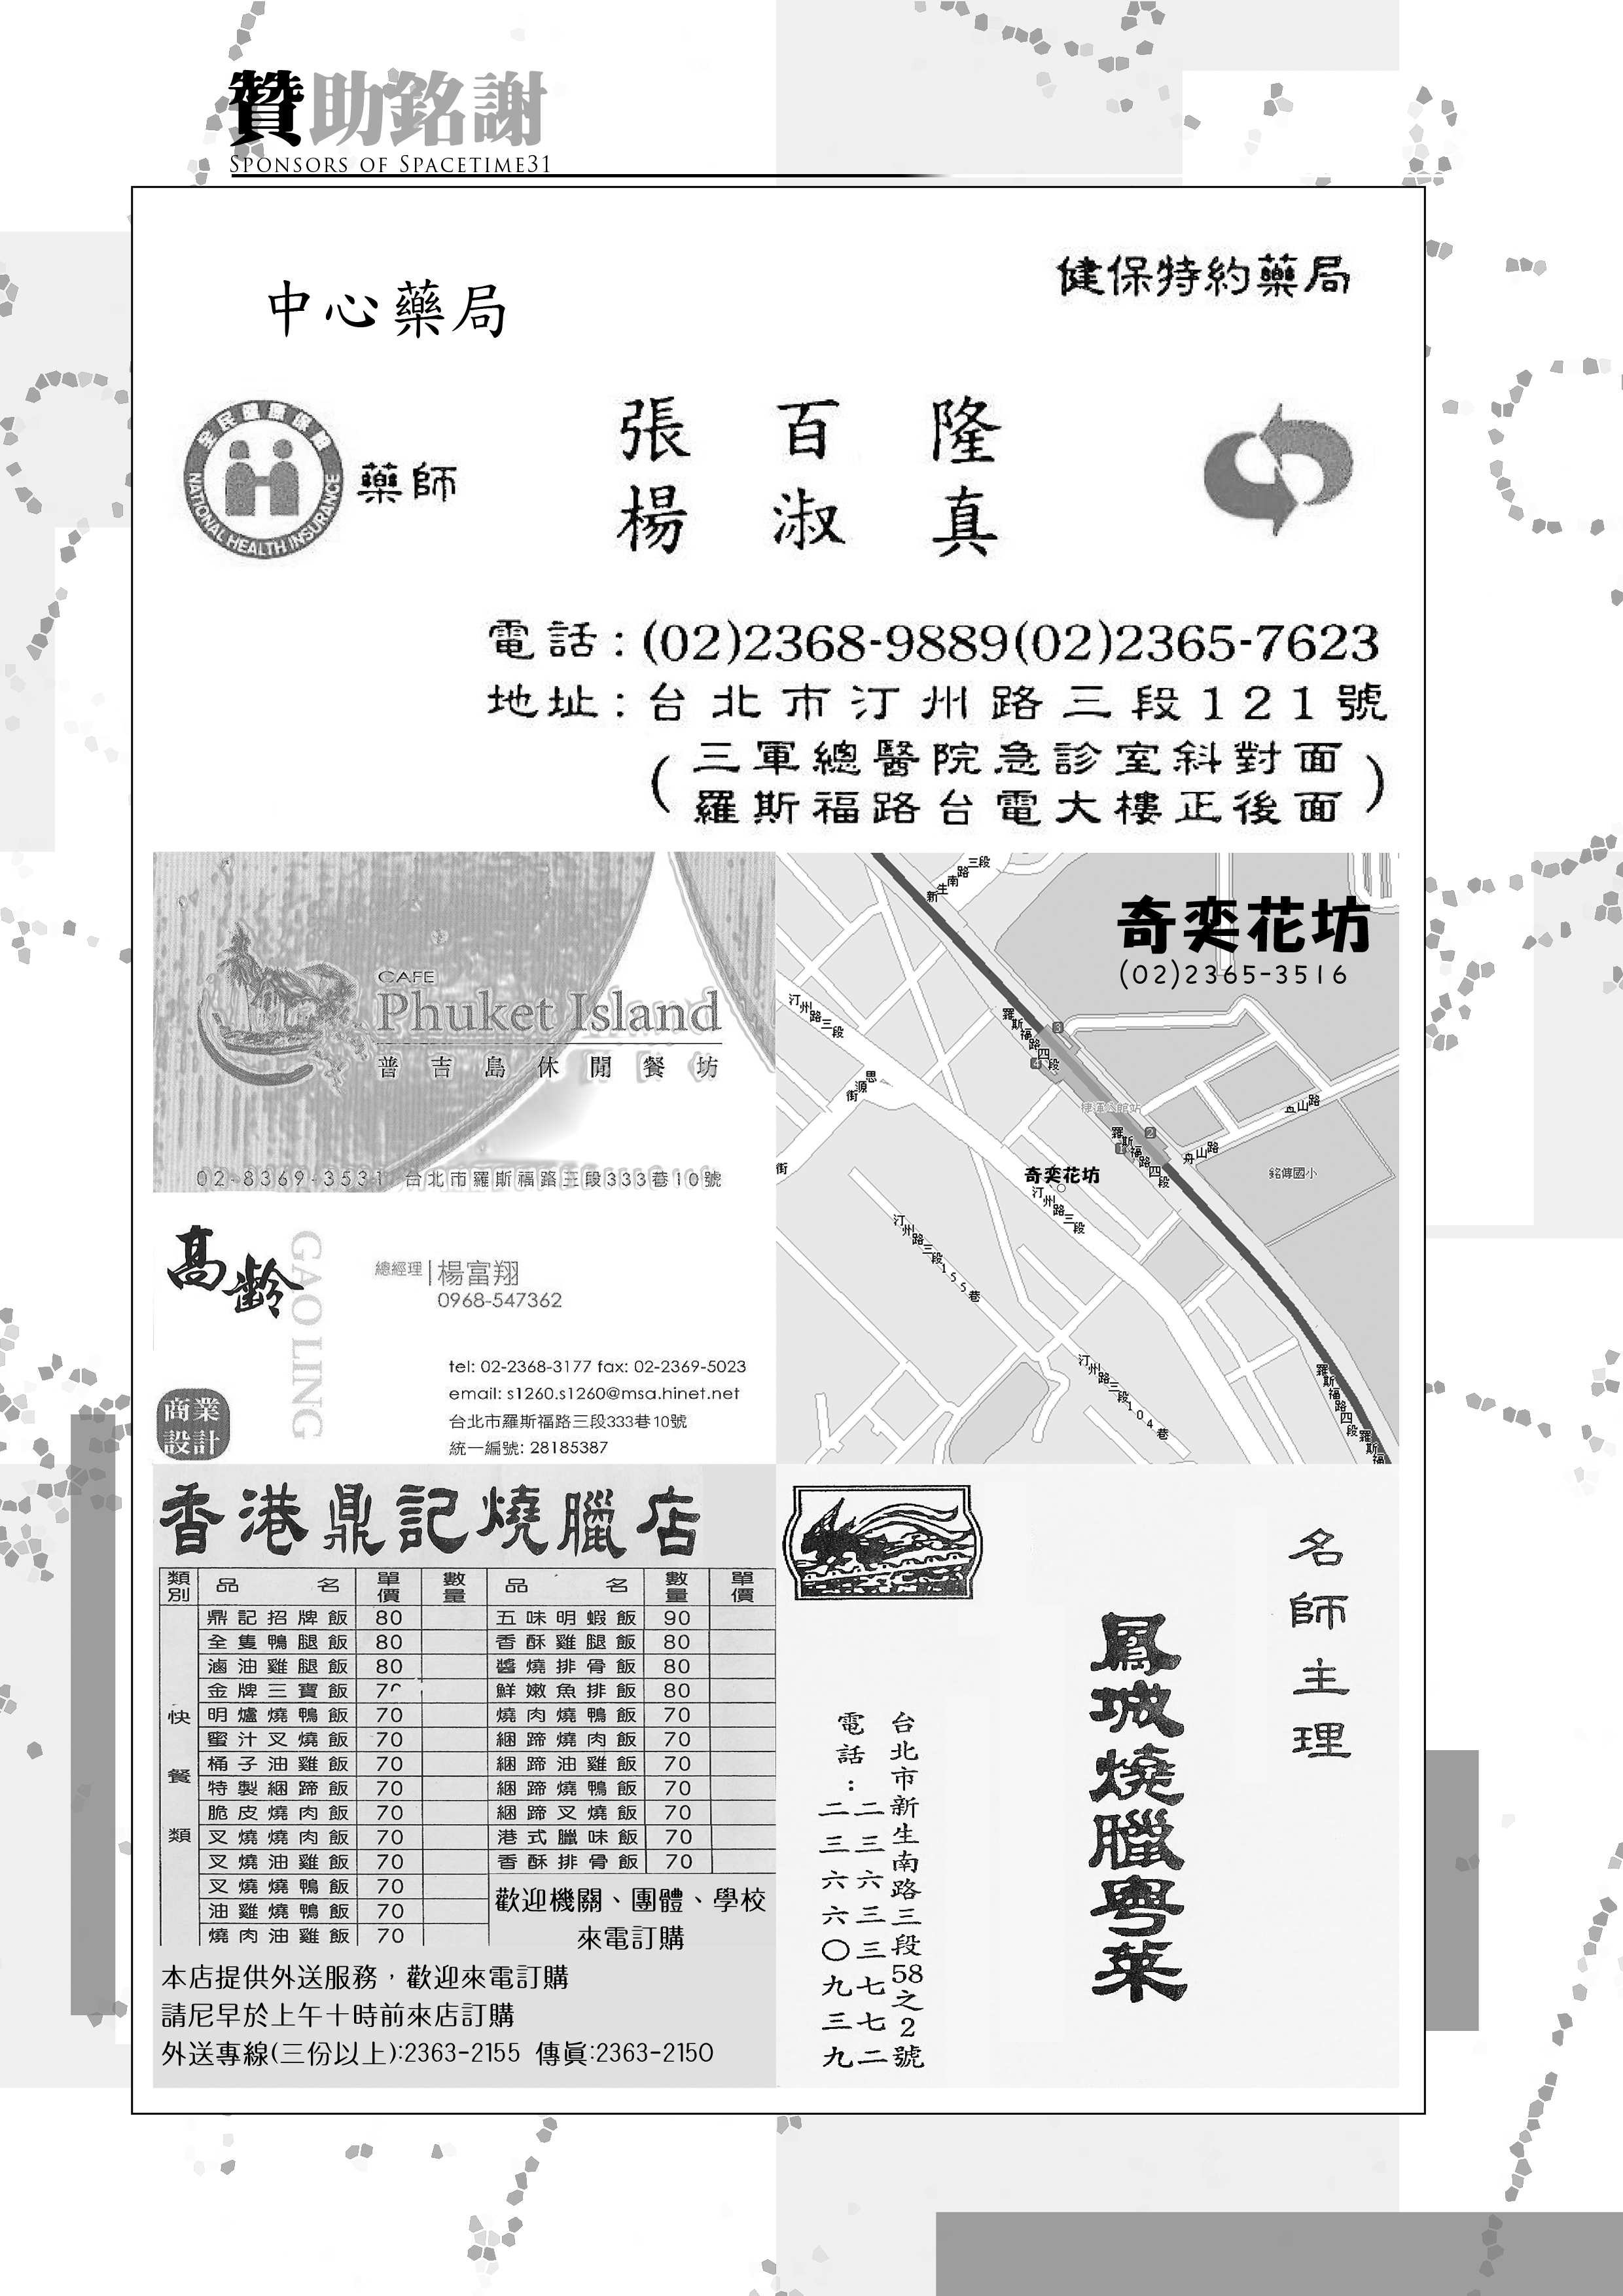 贊助銘謝
SPONSORS OF SPACETIME31
中心藥局
健保特約藥局
全民健康保險
NATIONAL HEALTH INSURANCE
藥師
張百隆
楊淑真
電話:(02)2368-9889(02)2365-7623
地址:台北市汀州路三段121號
(三軍總醫院急診室斜對面
羅斯福路台電大樓正後面)
CAFE
Phuket Island
普吉島休閒餐坊
02-8369-3531 台北市羅斯福路三段333巷10號
奇奕花坊
(02)2365-3516
新生南路三段
汀州路三段
羅斯福路四段
3
4
思源街
捷運公館站
2
1
羅斯福路四段
舟山路
街
奇奕花坊
汀州路三段
銘傳國小
汀州路三段155巷
汀州路三段104巷
羅斯福路四段
羅斯福
高齡
GAO LING
總經理 | 楊富翔
0968-547362
tel: 02-2368-3177 fax: 02-2369-5023
email: s1260.s1260@msa.hinet.net
台北市羅斯福路三段333巷10號
統一編號: 28185387
商業設計
香港鼎記燒臘店
類別 品名 單價 數量 品名 數量 單價
快餐類
鼎記招牌飯 80 五味明蝦飯 90
全隻鴨腿飯 80 香酥雞腿飯 80
滷油雞腿飯 80 醬燒排骨飯 80
金牌三寶飯 鮮嫩魚排飯 80
明爐燒鴨飯 70 燒肉燒鴨飯 70
蜜汁叉燒飯 70 綑蹄燒肉飯 70
桶子油雞飯 70 綑蹄油雞飯 70
特製綑蹄飯 70 綑蹄燒鴨飯 70
脆皮燒肉飯 70 綑蹄叉燒飯 70
叉燒燒肉飯 70 港式臘味飯 70
叉燒油雞飯 70 香酥排骨飯 70
叉燒燒鴨飯 70
油雞燒鴨飯 70
燒肉油雞飯 70
歡迎機關、團體、學校
來電訂購
本店提供外送服務，歡迎來電訂購
請尼早於上午十時前來店訂購
外送專線(三份以上):2363-2155 傳真:2363-2150
名師主理
鳳城燒臘粵菜
台北市新生南路三段58之2號
電話:二三六三七七二
二三六六〇九三九